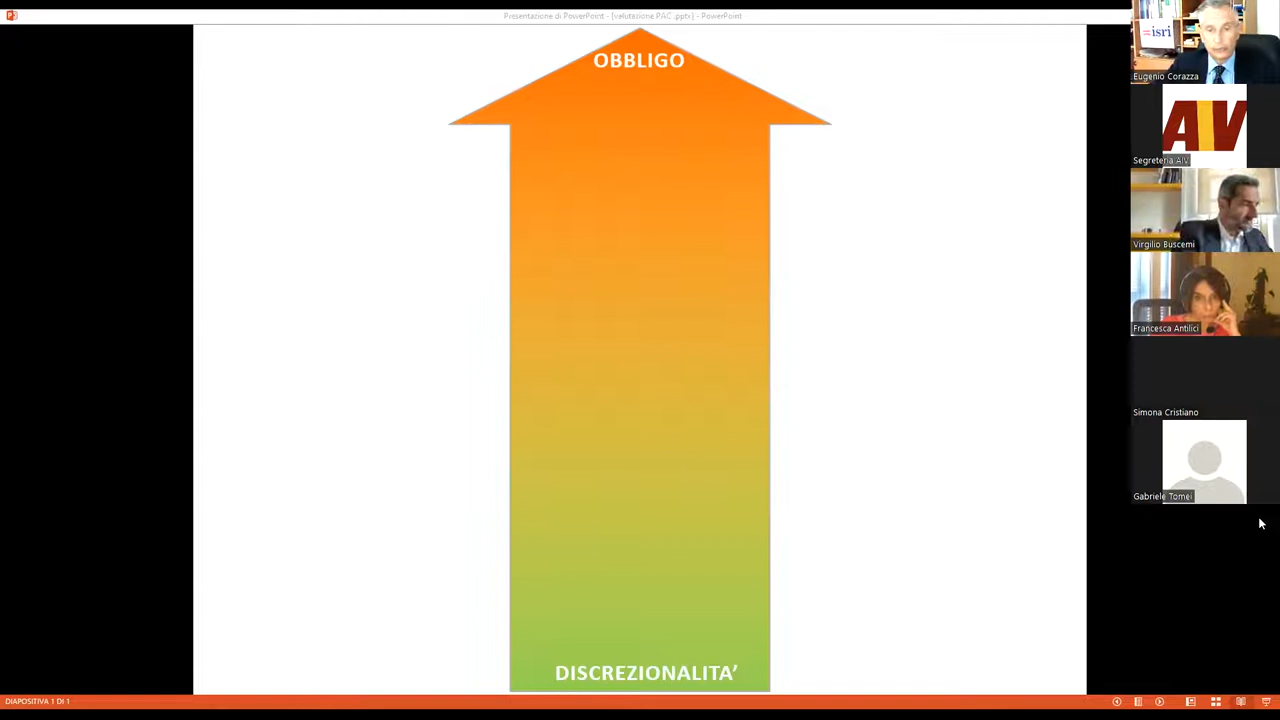 Presentazione di PowerPoint - [valutazione PAC .pptx] - PowerPoint
OBBLIGO
DISCREZIONALITA’
DIAPOSITIVA 1 DI 1
isri
Eugenio Corazza
AIV
Segreteria AIV
Virgilio Buscemi
Francesca Antilici
Simona Cristiano
Gabriele Tomei